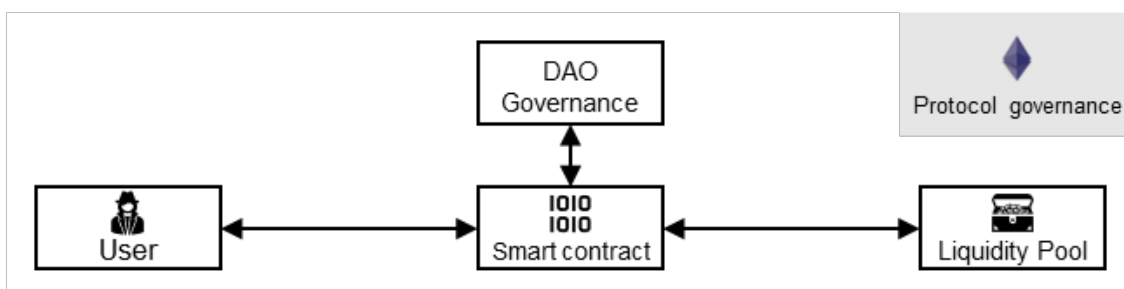 DAO
Governance
Protocol governance
User
1010
1010
Smart contract
Liquidity Pool